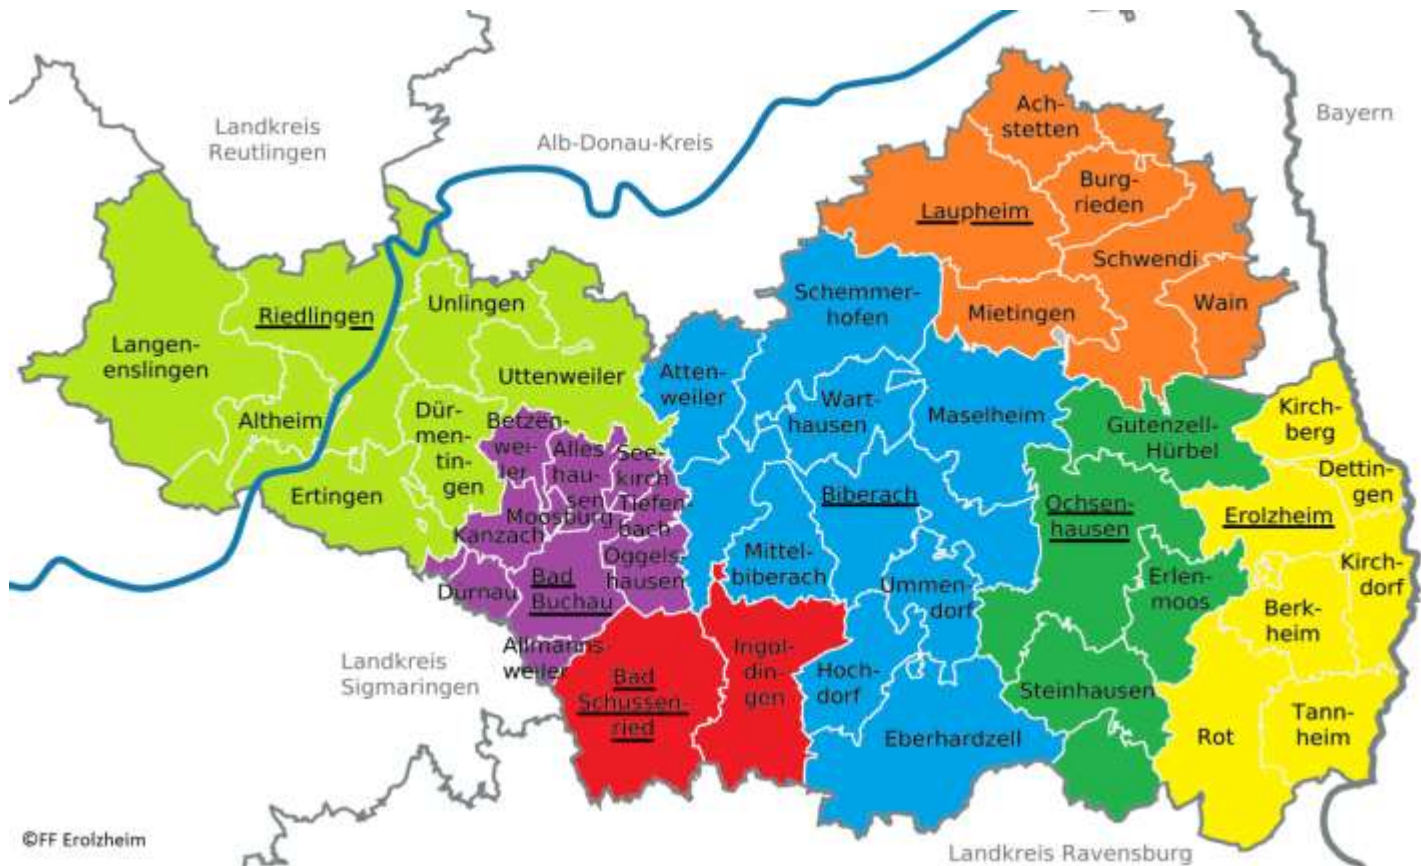 Landkreis
Reutlingen
Alb-Donau-Kreis
Bayern
Ach-
stetten
Burg-
rieden
Laupheim
Schwendi
Mietingen
Wain
Schemmer-
hofen
Unlingen
Riedlingen
Langen-
enslingen
Uttenweiler
Altheim
Dür-
men-
tin-
gen
Ertingen
Atten-
weiler
Wart-
hausen
Maselheim
Biberach
Mittel-
biberach
Ummen-
dorf
Hoch-
dorf
Eberhardzell
Betzen-
wei-
ler
Alles
hau-
sen
See-
kirch
Tiefen
bach
Moosburg
Kanzach
Oggels-
hausen
Dürnau
Bad
Buchau
Allmanns-
weiler
Bad
Schussen-
ried
Ingol-
din-
gen
Gutenzell-
Hürbel
Ochsen-
hausen
Erlen-
moos
Steinhausen
Kirch-
berg
Dettin-
gen
Erolzheim
Kirch-
dorf
Berk-
heim
Rot
Tann-
heim
Landkreis
Sigmaringen
Landkreis Ravensburg
©FF Erolzheim